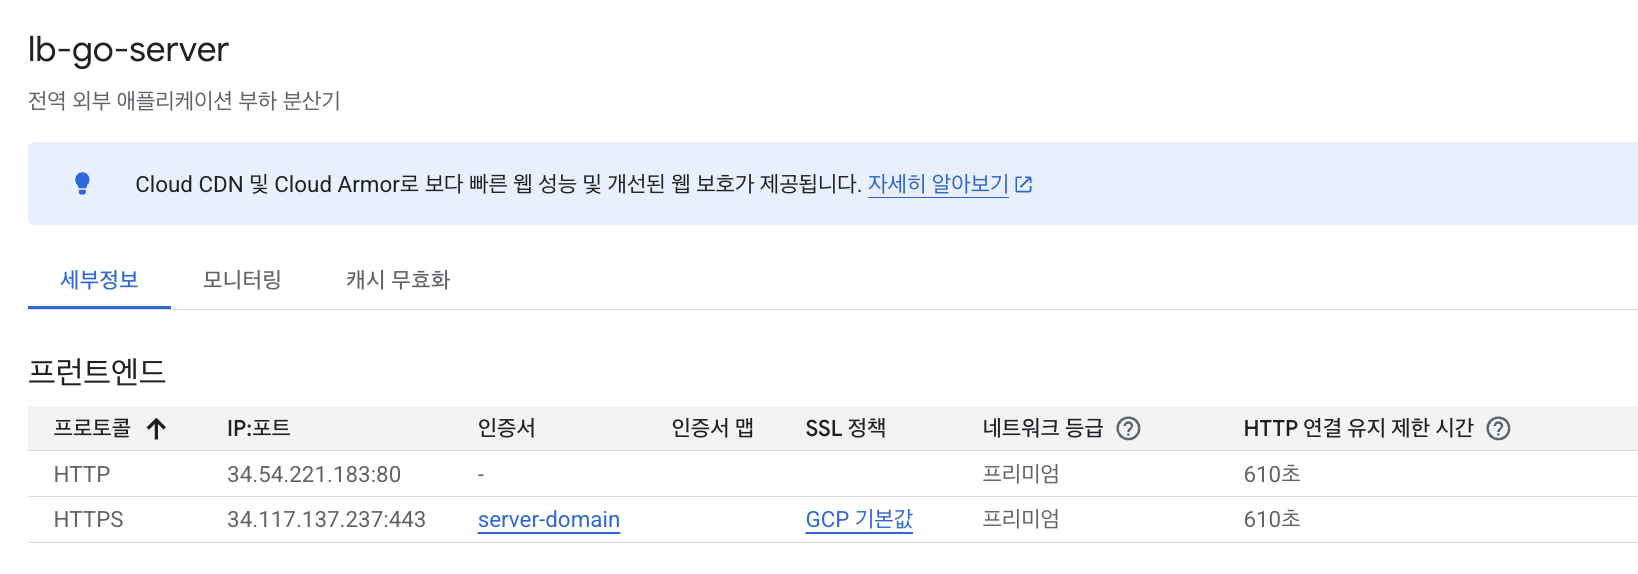 lb-go-server
전역 외부 애플리케이션 부하 분산기
Cloud CDN 및 Cloud Armor로 보다 빠른 웹 성능 및 개선된 웹 보호가 제공됩니다. 자세히 알아보기
세부정보 모니터링 캐시 무효화
프런트엔드
프로토콜 IP:포트 인증서 인증서 맵 SSL 정책 네트워크 등급 HTTP 연결 유지 제한 시간
HTTP 34.54.221.183:80 - 프리미엄 610초
HTTPS 34.117.137.237:443 server-domain GCP 기본값 프리미엄 610초